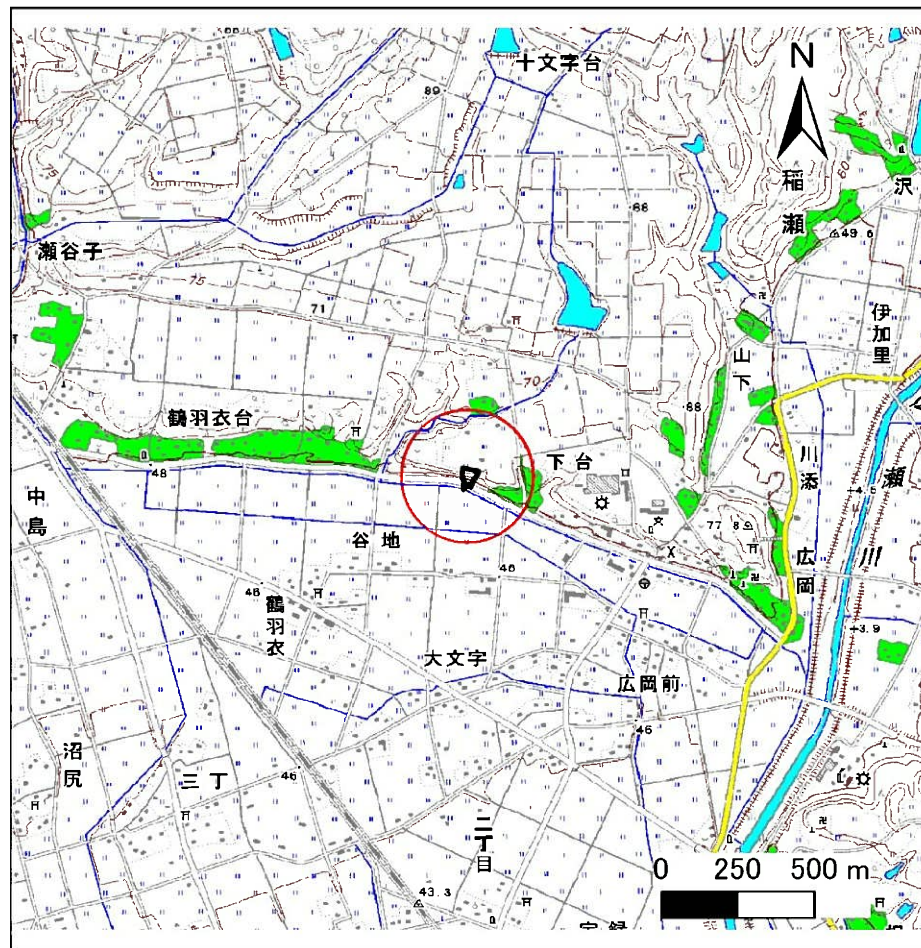 十文字台
N
89
稲瀬
60
沢
49.6
75
瀬谷子
68
75
71
伊加里
山下
70
鶴羽衣台
88
下台
川添
48
中島
谷地
77
8
瀬川
広岡
46
46
鶴羽衣
3.9
大文字
広岡前
46
沼尻
三丁
46
二丁目
0 250 500 m
43.3